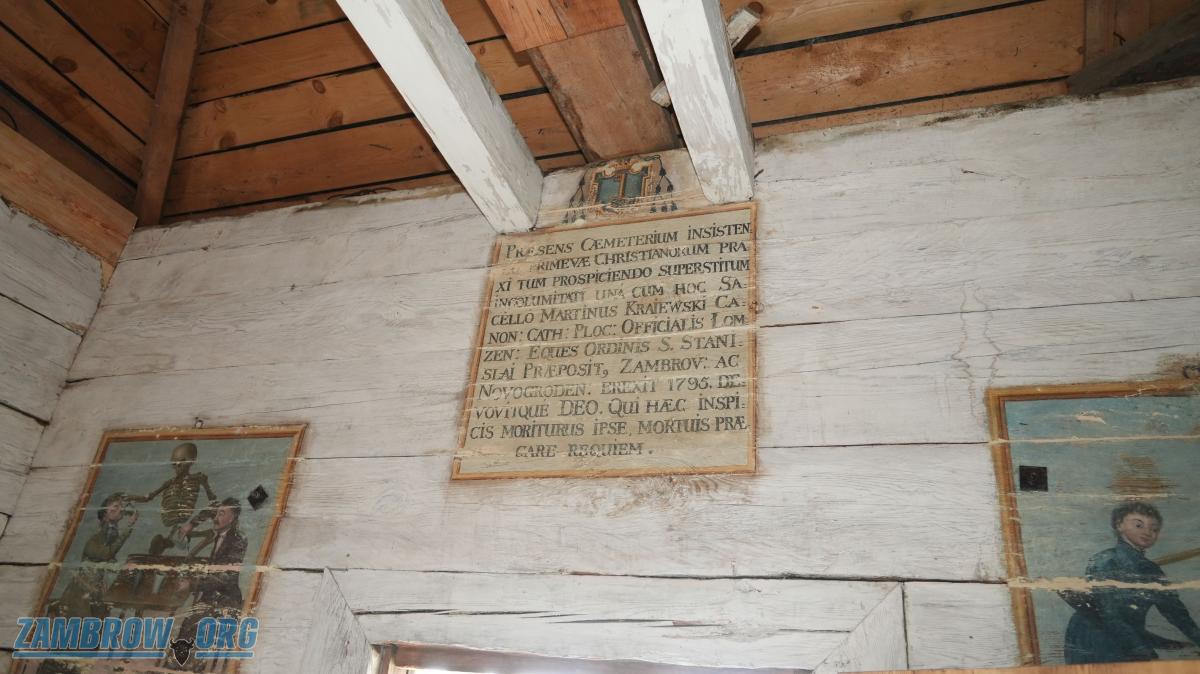 PRÆSENS CÆMETERIUM INSISTEN
PRIMEVÆ CHRISTIANORUM PRA
XI TUM PROSPICIENDO SUPERSTITUM
INCOLUMITATI UNA CUM HOC SA
CELLO MARTINUS KRAIEWSKI CA-
NON: CATH: PLOC: OFFICIALIS LOM
ZEN: EQUES ORDINIS S. STANI-
SLAI PRÆPOSIT, ZAMBROV: AC
NOVOGRODEN. EREXIT 1795. DE-
VOVITQUE DEO. QUI HÆC INSPI-
CIS MORITURUS IPSE, MORTUIS PRÆ
CARE REQUIEM.
ZAMBROW.ORG